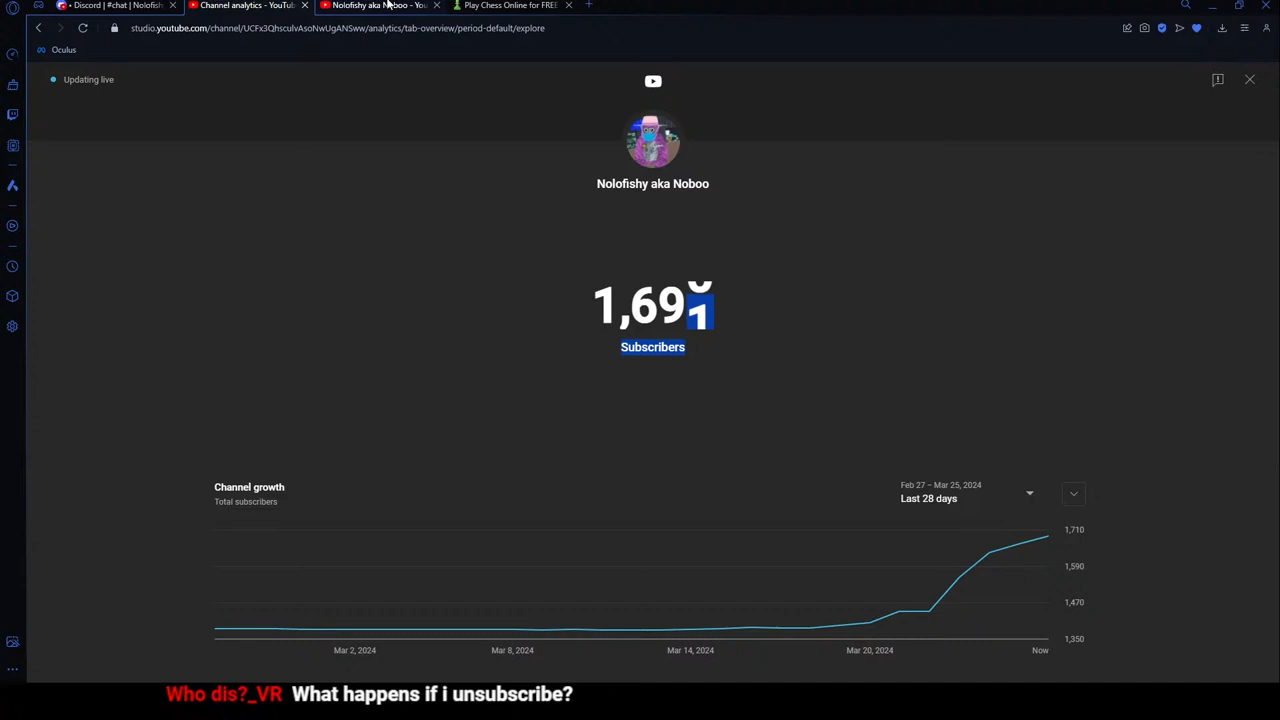 • Discord | #chat | Nolofish
Channel analytics - YouTub
Nolofishy aka Noboo - You
Play Chess Online for FREE
studio.youtube.com/channel/UCFx3QhsculvAsoNwUgANSww/analytics/tab-overview/period-default/explore
Oculus
Updating live
Nolofishy aka Noboo
1,691
Subscribers
Channel growth
Total subscribers
Feb 27 – Mar 25, 2024
Last 28 days
1,710
1,590
1,470
1,350
Mar 2, 2024
Mar 8, 2024
Mar 14, 2024
Mar 20, 2024
Now
Who dis?_VR What happens if i unsubscribe?